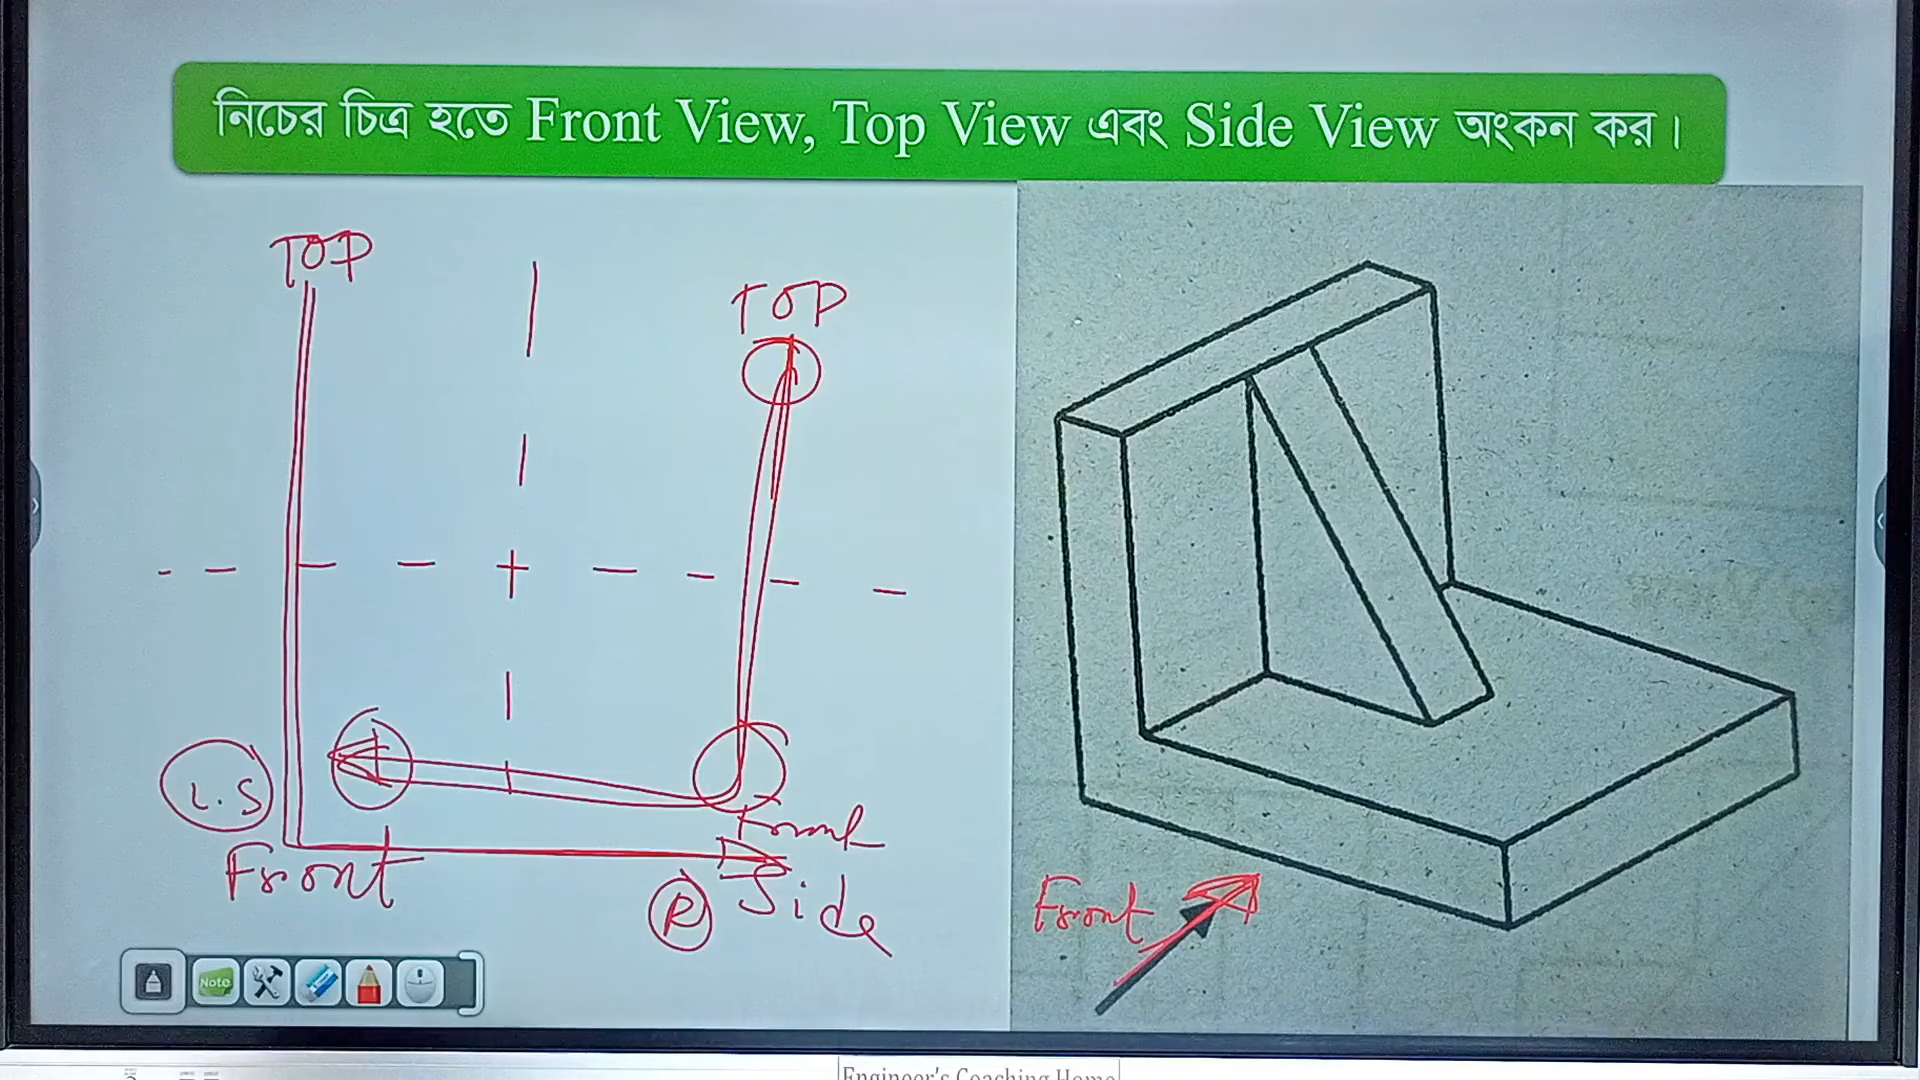 নিচের চিত্র হতে Front View, Top View এবং Side View অংকন কর।
TOP
TOP
L.S
Front
Front
R
Side
Front
Note
Engineer's Coaching Home